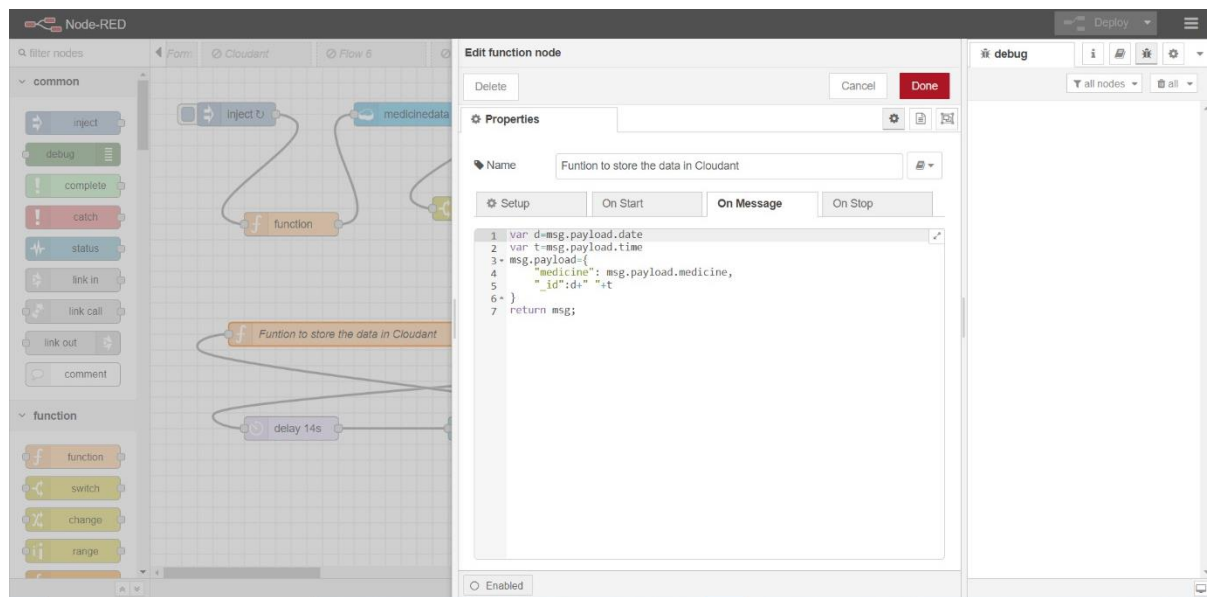 Node-RED
Deploy
filter nodes
Form
Cloudant
Flow 6
common
inject
debug
complete
catch
status
link in
link call
link out
comment
function
function
switch
change
range
inject ↻
medicinedata
function
Funtion to store the data in Cloudant
delay 14s
Edit function node
Delete
Cancel
Done
Properties
Name
Funtion to store the data in Cloudant
Setup
On Start
On Message
On Stop
1 var d=msg.payload.date
2 var t=msg.payload.time
3 msg.payload={
4 "medicine": msg.payload.medicine,
5 "_id":d+" "+t
6 }
7 return msg;
Enabled
debug
all nodes
all